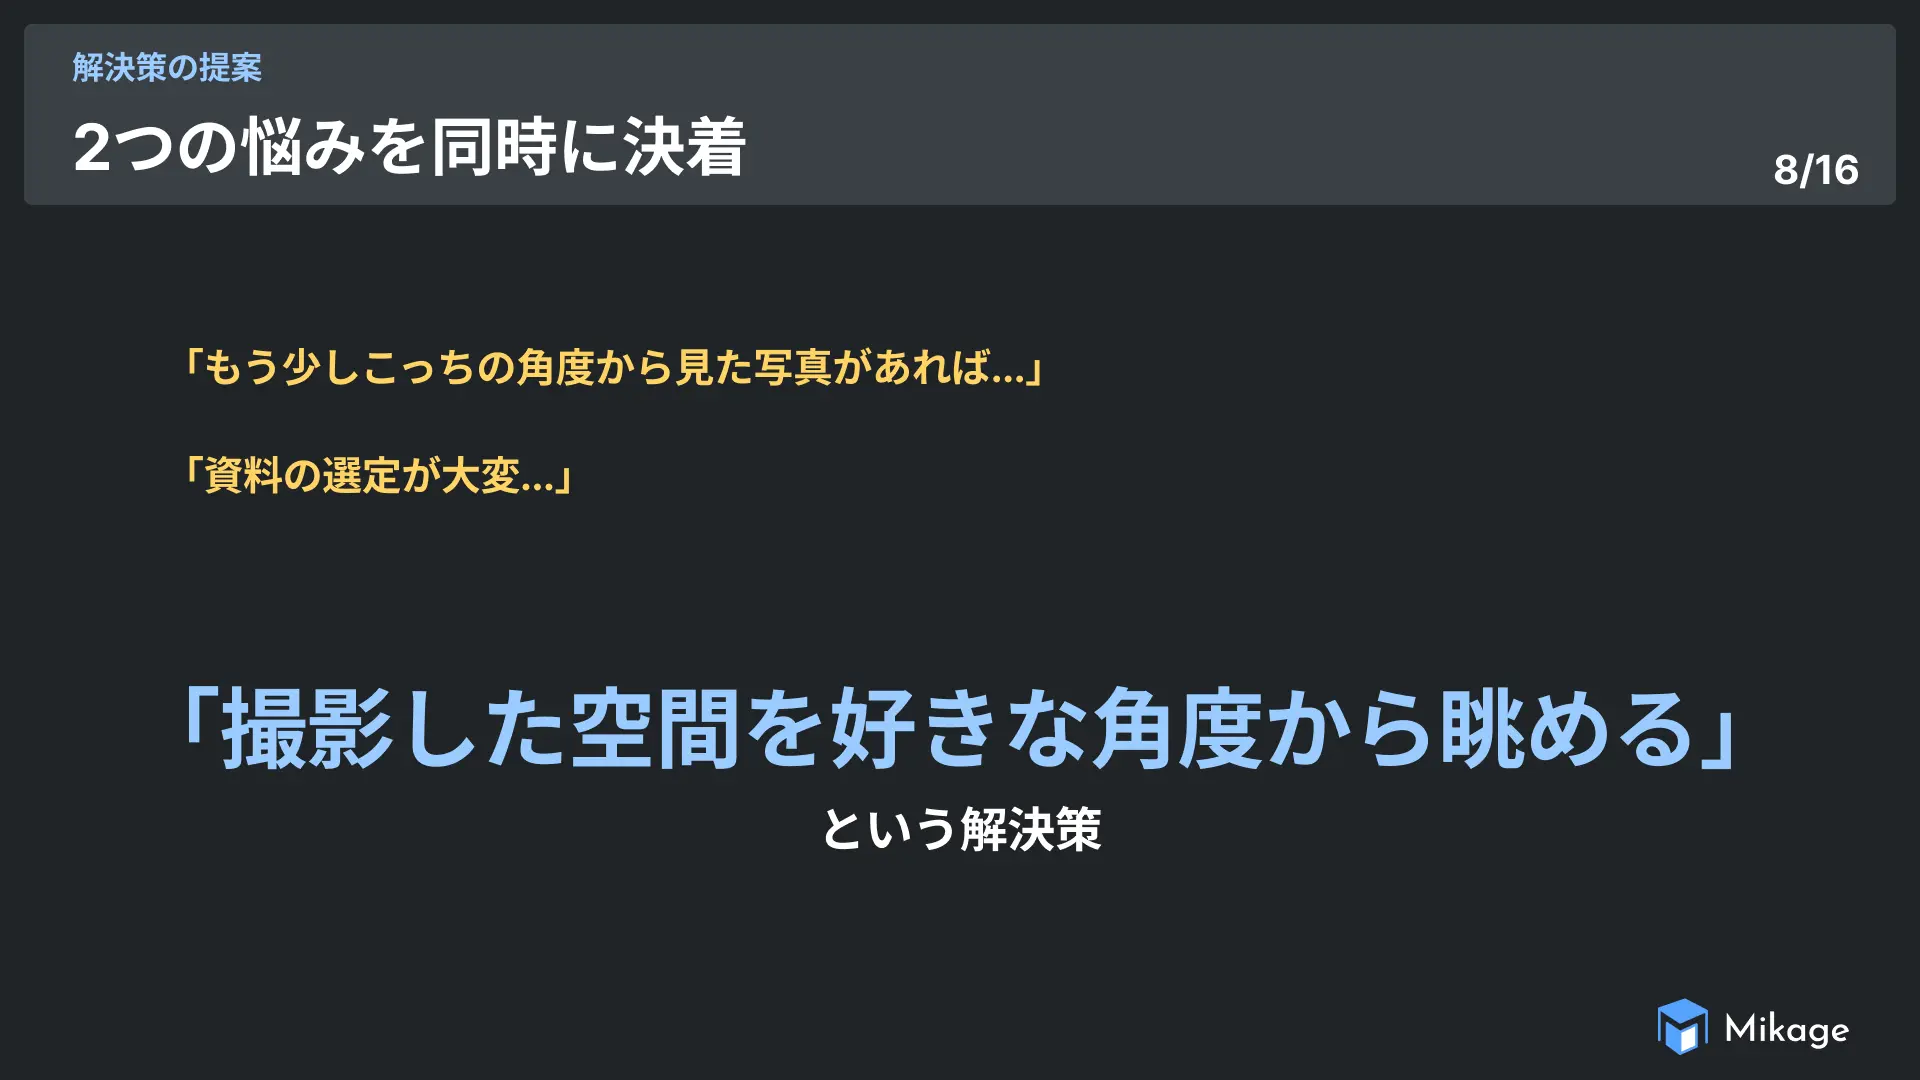 解決策の提案
2つの悩みを同時に決着
8/16
「もう少しこっちの角度から見た写真があれば...」
「資料の選定が大変...」
「撮影した空間を好きな角度から眺める」
という解決策
Mikage